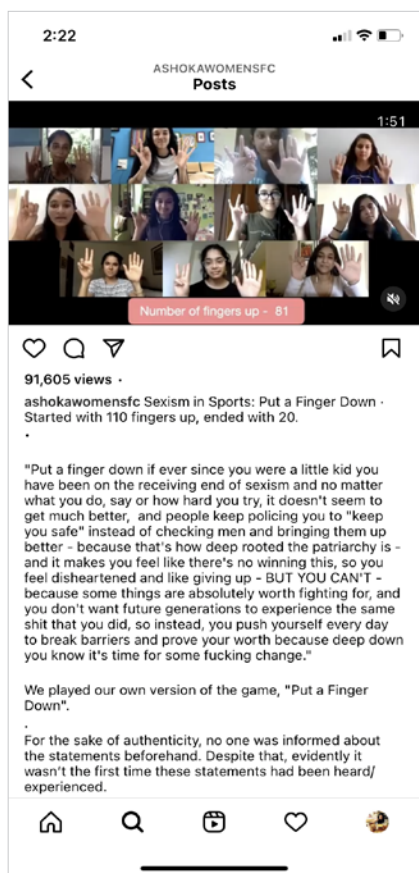 2:22
ASHOKAWOMENSFC
Posts
1:51
Number of fingers up - 81
91,605 views ·
ashokawomensfc Sexism in Sports: Put a Finger Down ·
Started with 110 fingers up, ended with 20.
.
"Put a finger down if ever since you were a little kid you
have been on the receiving end of sexism and no matter
what you do, say or how hard you try, it doesn't seem to
get much better,  and people keep policing you to "keep
you safe" instead of checking men and bringing them up
better - because that's how deep rooted the patriarchy is -
and it makes you feel like there's no winning this, so you
feel disheartened and like giving up - BUT YOU CAN'T -
because some things are absolutely worth fighting for, and
you don't want future generations to experience the same
shit that you did, so instead, you push yourself every day
to break barriers and prove your worth because deep down
you know it's time for some fucking change."
We played our own version of the game, "Put a Finger
Down".
.
For the sake of authenticity, no one was informed about
the statements beforehand. Despite that, evidently it
wasn't the first time these statements had been heard/
experienced.